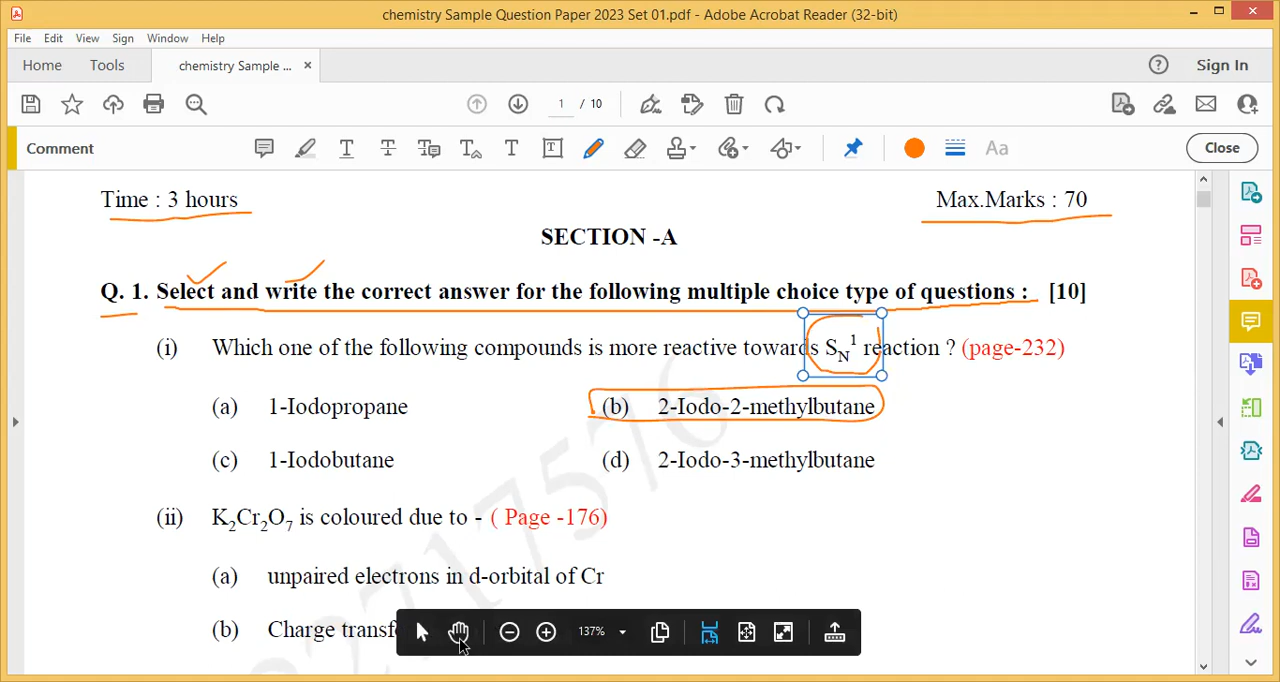 chemistry Sample Question Paper 2023 Set 01.pdf - Adobe Acrobat Reader (32-bit)
File Edit View Sign Window Help
Home Tools chemistry Sample ... × Sign In
1 / 10
Comment Aa Close
Time : 3 hours Max.Marks : 70
SECTION -A
Q. 1. Select and write the correct answer for the following multiple choice type of questions : [10]
(i) Which one of the following compounds is more reactive towards S_N^1 reaction ? (page-232)
(a) 1-Iodopropane (b) 2-Iodo-2-methylbutane
(c) 1-Iodobutane (d) 2-Iodo-3-methylbutane
(ii) K₂Cr₂O₇ is coloured due to - ( Page -176)
(a) unpaired electrons in d-orbital of Cr
(b) Charge transf
137%